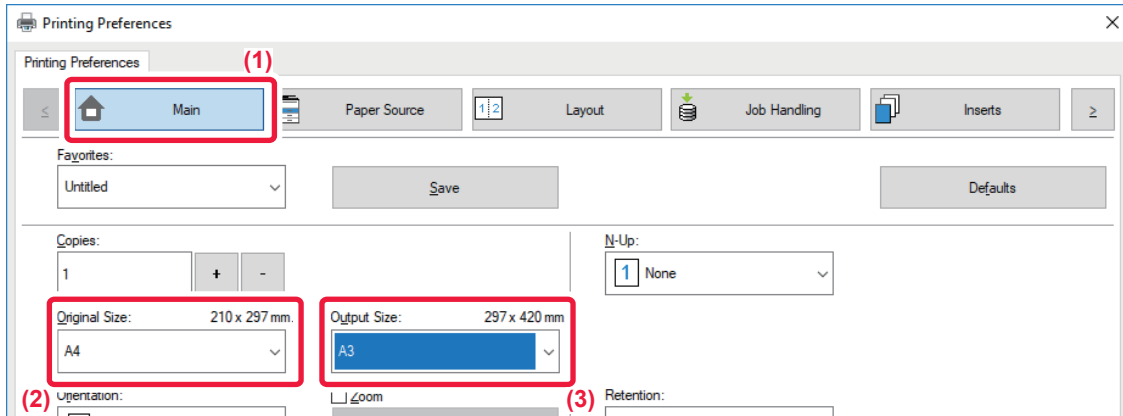 Printing Preferences
Printing Preferences
(1)
≤ Main Paper Source 1 2 Layout Job Handling Inserts ≥
Favorites:
Untitled Save Defaults
Copies: N-Up:
1 + - 1 None
Original Size: 210 x 297 mm. Output Size: 297 x 420 mm
A4 A3
(2) Orientation: Zoom (3) Retention: